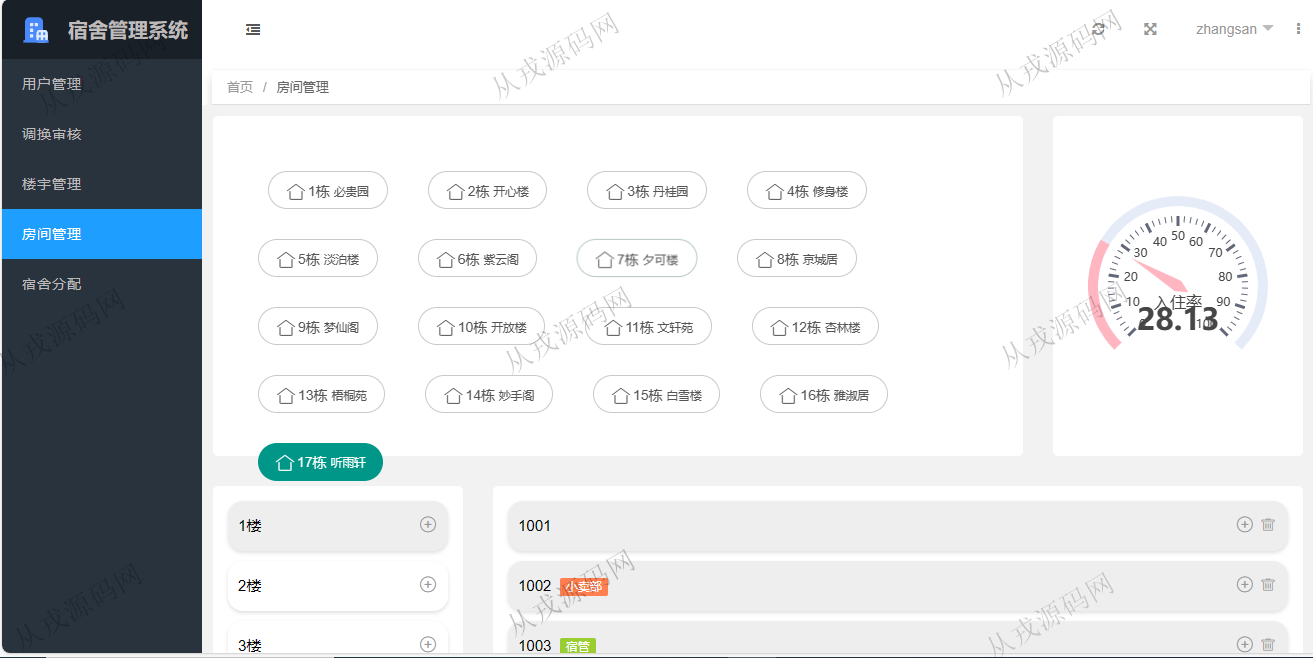 宿舍管理系统
zhangsan
用户管理
调换审核
楼宇管理
房间管理
宿舍分配
首页 / 房间管理
1栋 必贵园
2栋 开心楼
3栋 丹桂园
4栋 修身楼
5栋 淡泊楼
6栋 紫云阁
7栋 夕可楼
8栋 京城居
9栋 梦仙阁
10栋 开放楼
11栋 文轩苑
12栋 杏林楼
13栋 梧桐苑
14栋 妙手阁
15栋 白雪楼
16栋 雅淑居
17栋 听雨轩
0
10
20
30
40
50
60
70
80
90
100
入住率
28.13
1楼
2楼
3楼
1001
1002 小卖部
1003 宿管
从戎源码网
从戎源码网
从戎源码网
从戎源码网
从戎源码网
从戎源码网
从戎源码网
从戎源码网
从戎源码网